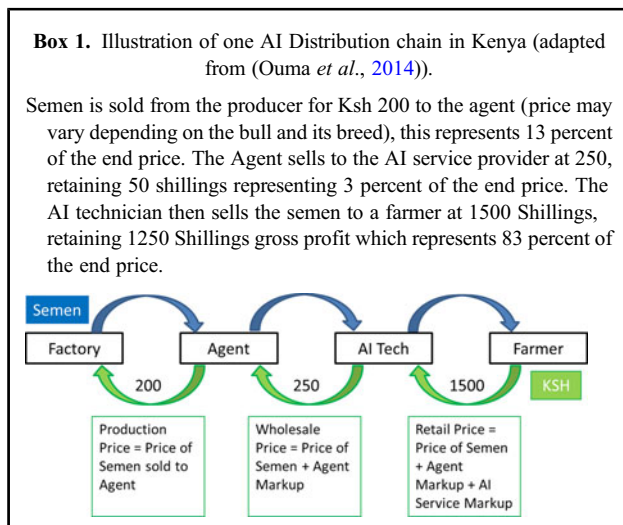 Box 1. Illustration of one AI Distribution chain in Kenya (adapted
from (Ouma et al., 2014)).
Semen is sold from the producer for Ksh 200 to the agent (price may
vary depending on the bull and its breed), this represents 13 percent
of the end price. The Agent sells to the AI service provider at 250,
retaining 50 shillings representing 3 percent of the end price. The
AI technician then sells the semen to a farmer at 1500 Shillings,
retaining 1250 Shillings gross profit which represents 83 percent of
the end price.
Semen
Factory
Agent
AI Tech
Farmer
200
250
1500
KSH
Production
Price = Price of
Semen sold to
Agent
Wholesale
Price = Price of
Semen + Agent
Markup
Retail Price =
Price of Semen
+ Agent
Markup + AI
Service Markup